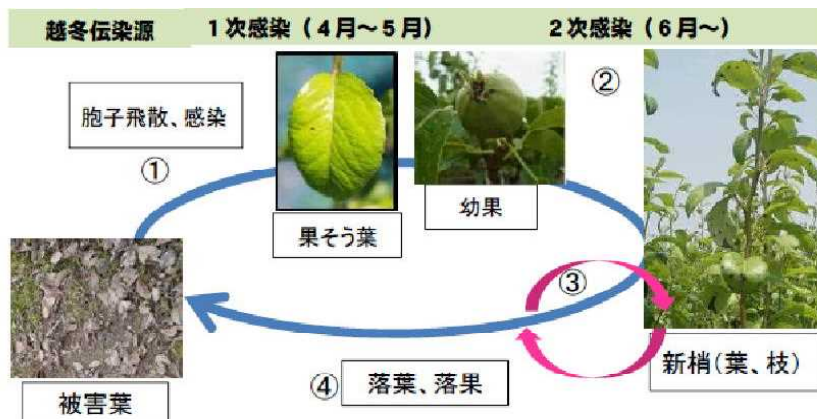 越冬伝染源
1次感染（4月～5月）
2次感染（6月～）
胞子飛散、感染
①
②
果そう葉
幼果
③
新梢(葉、枝)
被害葉
④
落葉、落果